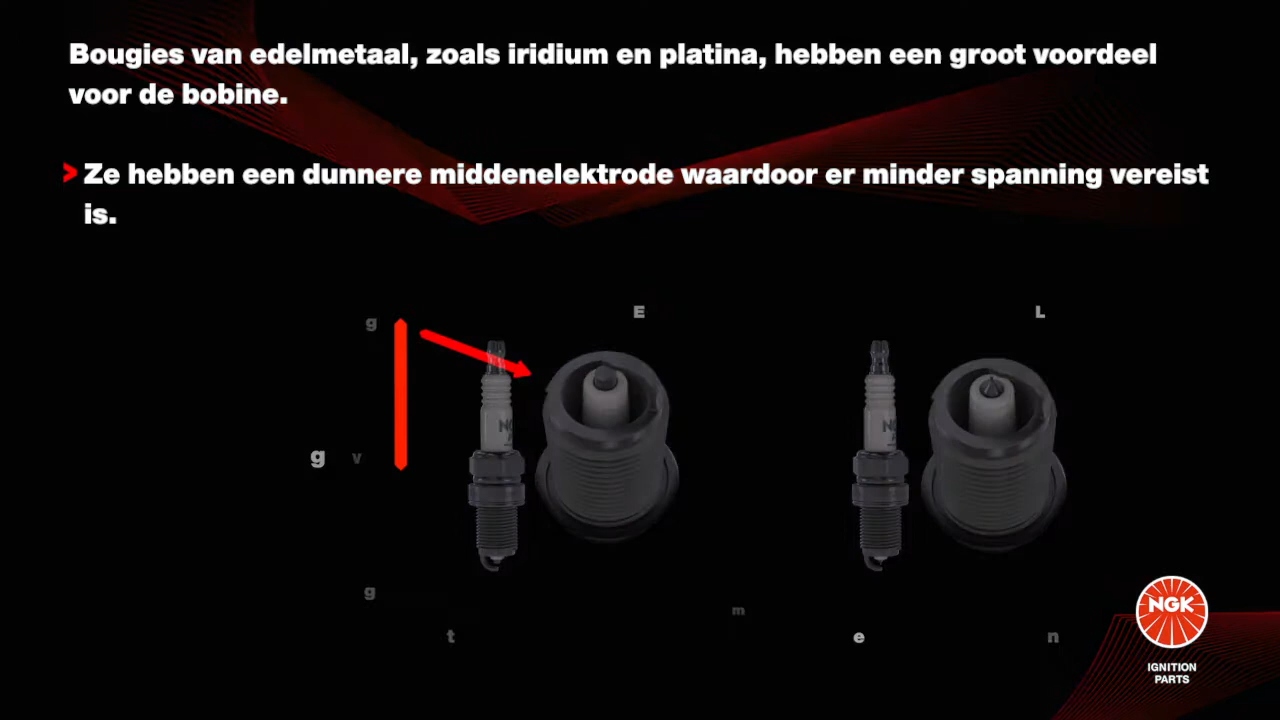 Bougies van edelmetaal, zoals iridium en platina, hebben een groot voordeel
voor de bobine.
> Ze hebben een dunnere middenelektrode waardoor er minder spanning vereist
is.
E
L
g
NGK
g v
g
m
t
e
n
NGK
IGNITION
PARTS